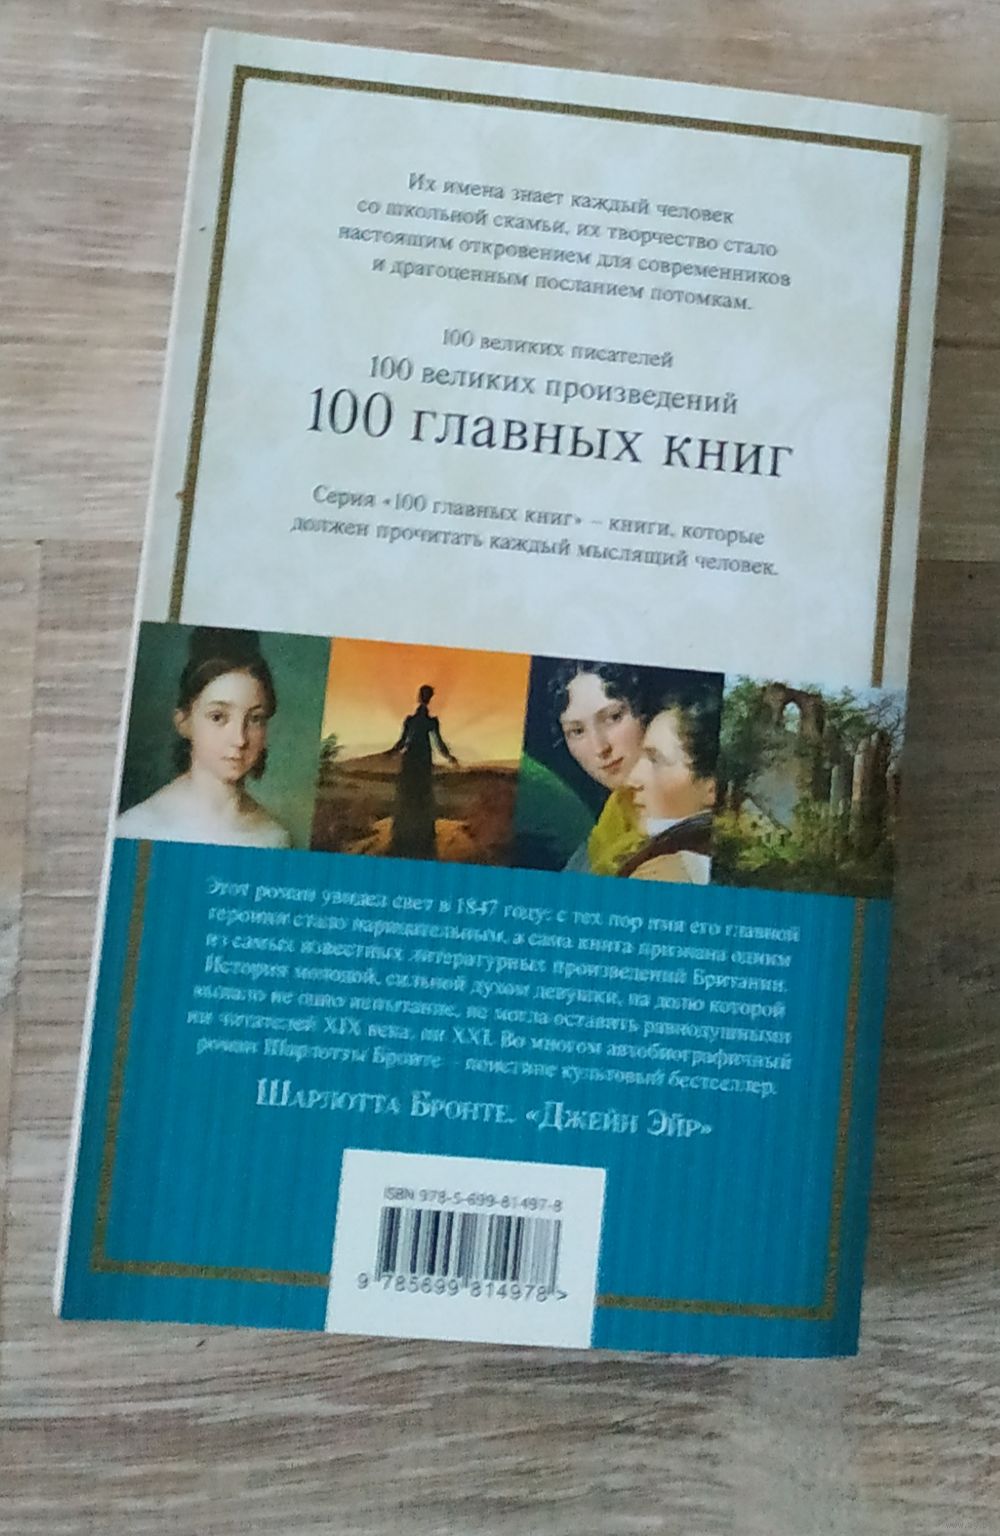 Их имена знает каждый человек
со школьной скамьи, их творчество стало
настоящим откровением для современников
и драгоценным посланием потомкам.
100 великих писателей
100 великих произведений
100 главных книг
Серия «100 главных книг» – книги, которые
должен прочитать каждый мыслящий человек.
Этот роман увидел свет в 1847 году; с тех пор имя его главной
героини стало нарицательным, а сама книга признана одним
из самых известных литературных произведений Британии.
История молодой, сильной духом девушки, на долю которой
выпало не одно испытание, не могла оставить равнодушными
ни читателей XIX века, ни XXI. Во многом автобиографичный
роман Шарлотты Бронте – поистине культовый бестселлер.
Шарлотта Бронте. «Джейн Эйр»
ISBN 978-5-699-81497-8
9 785699 814978 >